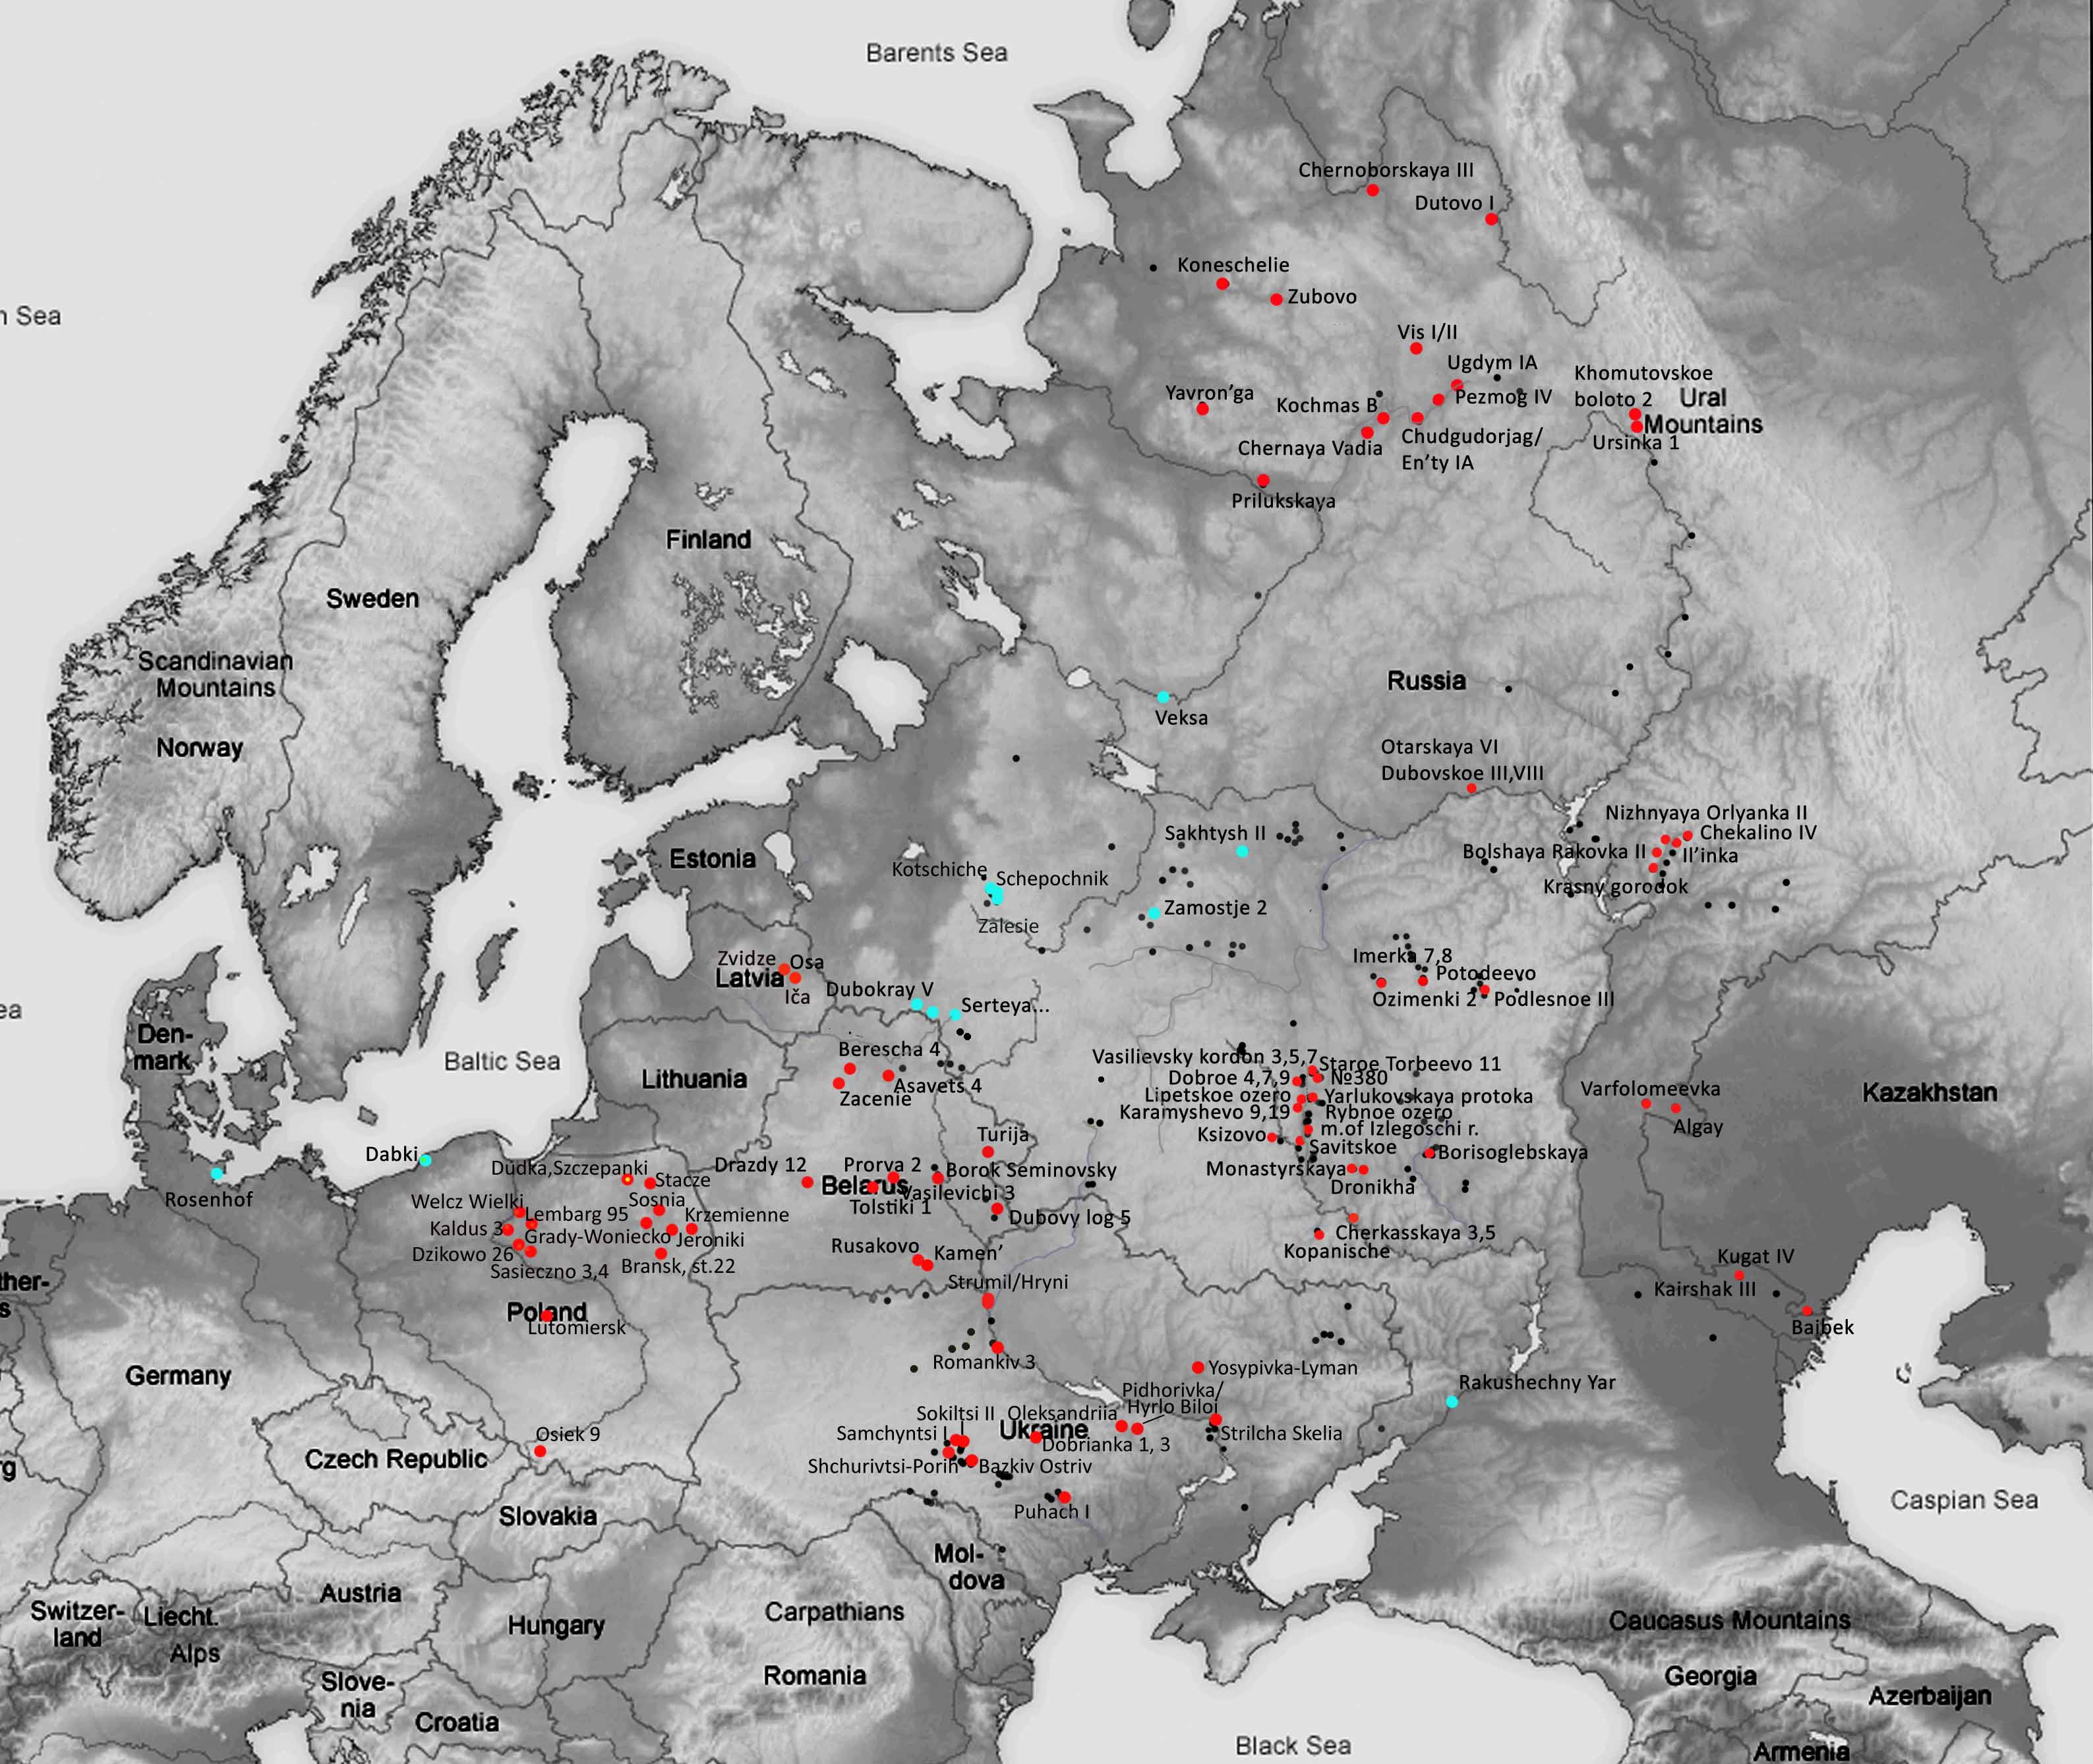 Barents Sea
Chernoborskaya III
Dutovo I
Koneschelie
Zubovo
n Sea
Vis I/II
Ugdym IA
Khomutovskoe
boloto 2
Ural
Mountains
Yavron’ga
Kochmas B
Pezmog IV
Chernaya Vadia
Chudgudorjag/
En’ty IA
Ursinka 1
Prilukskaya
Finland
Sweden
Scandinavian
Mountains
Russia
Veksa
Norway
Otarskaya VI
Dubovskoe III,VIII
Nizhnyaya Orlyanka II
Chekalino IV
Sakhtysh II
Estonia
Bolshaya Rakovka II
Il’inka
Kotschiche
Schepochnik
Krasny gorodok
Zalesie
Zamostje 2
Zvidze
Osa
Latvia
Iča
Imerka 7,8
Potodeevo
Ozimenki 2
Podlesnoe III
Dubokray V
Serteya...
ea
Den-
mark
Baltic Sea
Lithuania
Berescha 4
Asavets 4
Zacenie
Vasilievsky kordon 3,5,7
Staroe Torbeevo 11
Dobroe 4,7,9
№380
Lipetskoe ozero
Yarlukovskaya protoka
Karamyshevo 9,19
Rybnoe ozero
m.of Izlegoschi r.
Ksizovo
Savitskoe
Varfolomeevka
Algay
Kazakhstan
Turija
Borisoglebskaya
Monastyrskaya
Dronikha
Dabki
Rosenhof
Dudka,Szczepanki
Stacze
Drazdy 12
Prorva 2
Borok Seminovsky
Belarus
Vasilevichi 3
Tolstiki 1
Dubovy log 5
Sosnia
Welcz Wielki
Lembarg 95
Krzemienne
Kaldus 3
Grady-Woniecko
Jeroniki
Dzikowo 26
Sasieczno 3,4
Bransk, st.22
Cherkasskaya 3,5
Kopanische
Rusakovo
Kamen’
Strumil/Hryni
Kugat IV
Kairshak III
Baibek
ther-
s
Poland
Lutomiersk
Germany
Romankiv 3
Yosypivka-Lyman
Rakushechny Yar
Pidhorivka/
Hyrlo Biloi
Sokiltsi II
Oleksandriia
Samchyntsi I
Ukraine
Dobrianka 1, 3
Strilcha Skelia
Shchurivtsi-Porih
Bazkiv Ostriv
Puhach I
Osiek 9
Czech Republic
rg
Slovakia
Caspian Sea
Mol-
dova
Austria
Switzer-
land
Liecht.
Alps
Hungary
Carpathians
Romania
Caucasus Mountains
Georgia
Azerbaijan
Slove-
nia
Croatia
Black Sea
Armenia